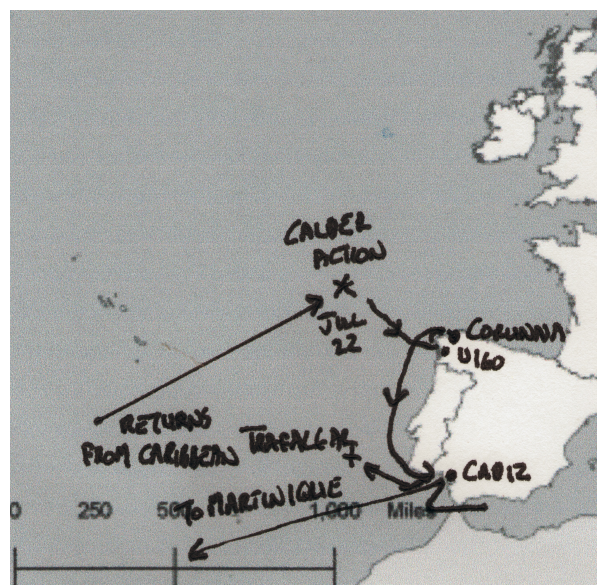 CALDER
ACTION
JUL
22
CORUNNA
VIGO
RETURNS
FROM CARIBBEAN
TRAFALGAR
CADIZ
TO MARTINIQUE
0 250 500 1,000 Miles